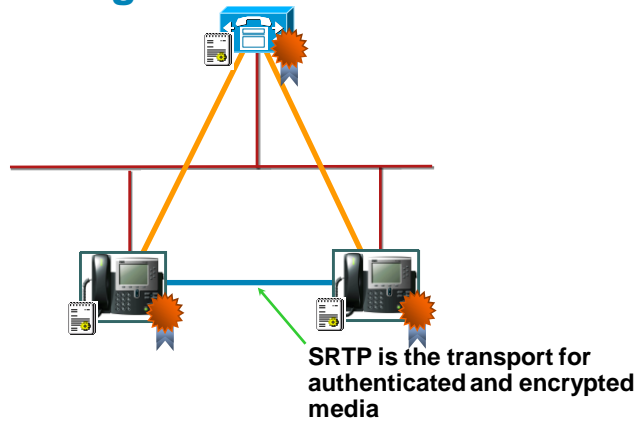 SRTP is the transport for
authenticated and encrypted
media